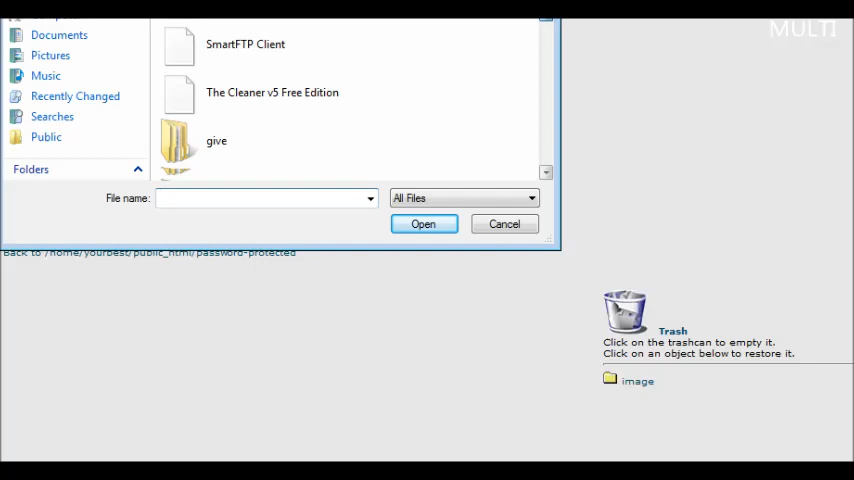 MULTI
Documents
Pictures
Music
Recently Changed
Searches
Public
Folders
SmartFTP Client
The Cleaner v5 Free Edition
give
File name:
All Files
Open
Cancel
Back to /home/yourbest/public_html/password-protected
Trash
Click on the trashcan to empty it.
Click on an object below to restore it.
image